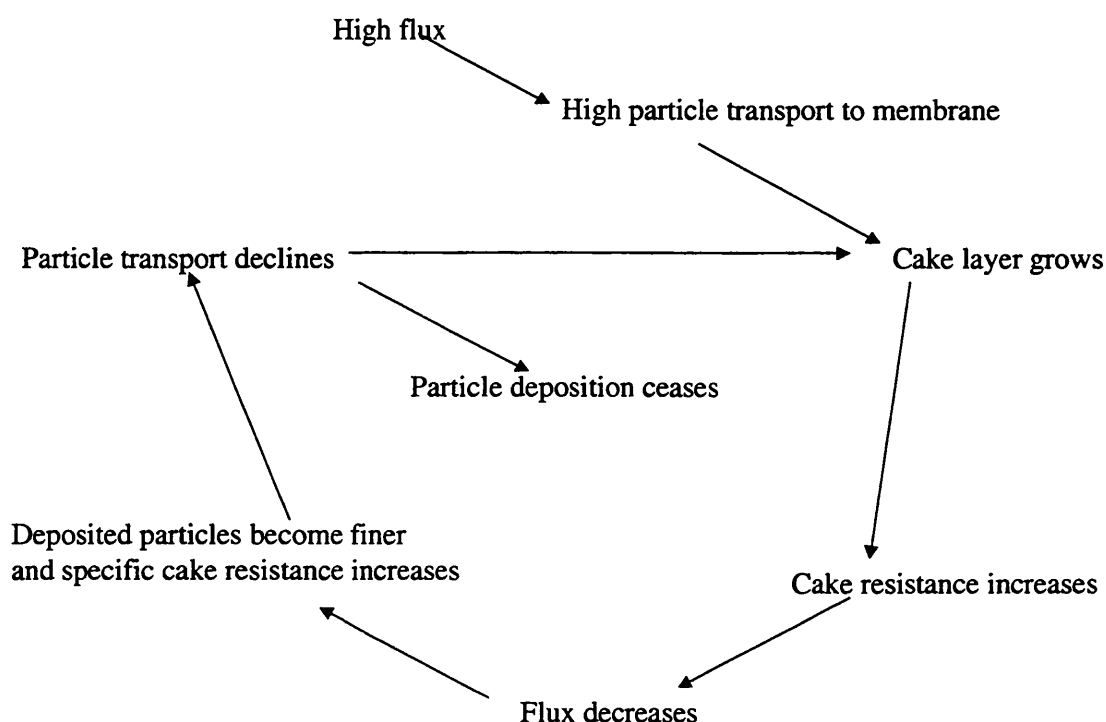 High flux
High particle transport to membrane
Particle transport declines
Cake layer grows
Particle deposition ceases
Deposited particles become finer
and specific cake resistance increases
Cake resistance increases
Flux decreases